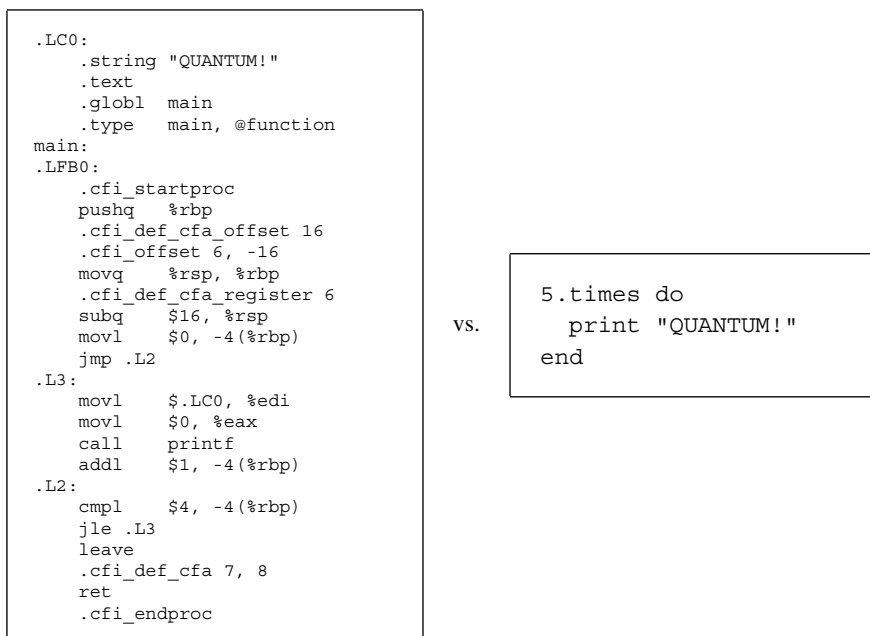 .LC0:
    .string "QUANTUM!"
    .text
    .globl  main
    .type   main, @function
main:
.LFB0:
    .cfi_startproc
    pushq   %rbp
    .cfi_def_cfa_offset 16
    .cfi_offset 6, -16
    movq    %rsp, %rbp
    .cfi_def_cfa_register 6
    subq    $16, %rsp
    movl    $0, -4(%rbp)
    jmp .L2
.L3:
    movl    $.LC0, %edi
    movl    $0, %eax
    call    printf
    addl    $1, -4(%rbp)
.L2:
    cmpl    $4, -4(%rbp)
    jle .L3
    leave
    .cfi_def_cfa 7, 8
    ret
    .cfi_endproc
vs.
5.times do
  print "QUANTUM!"
end